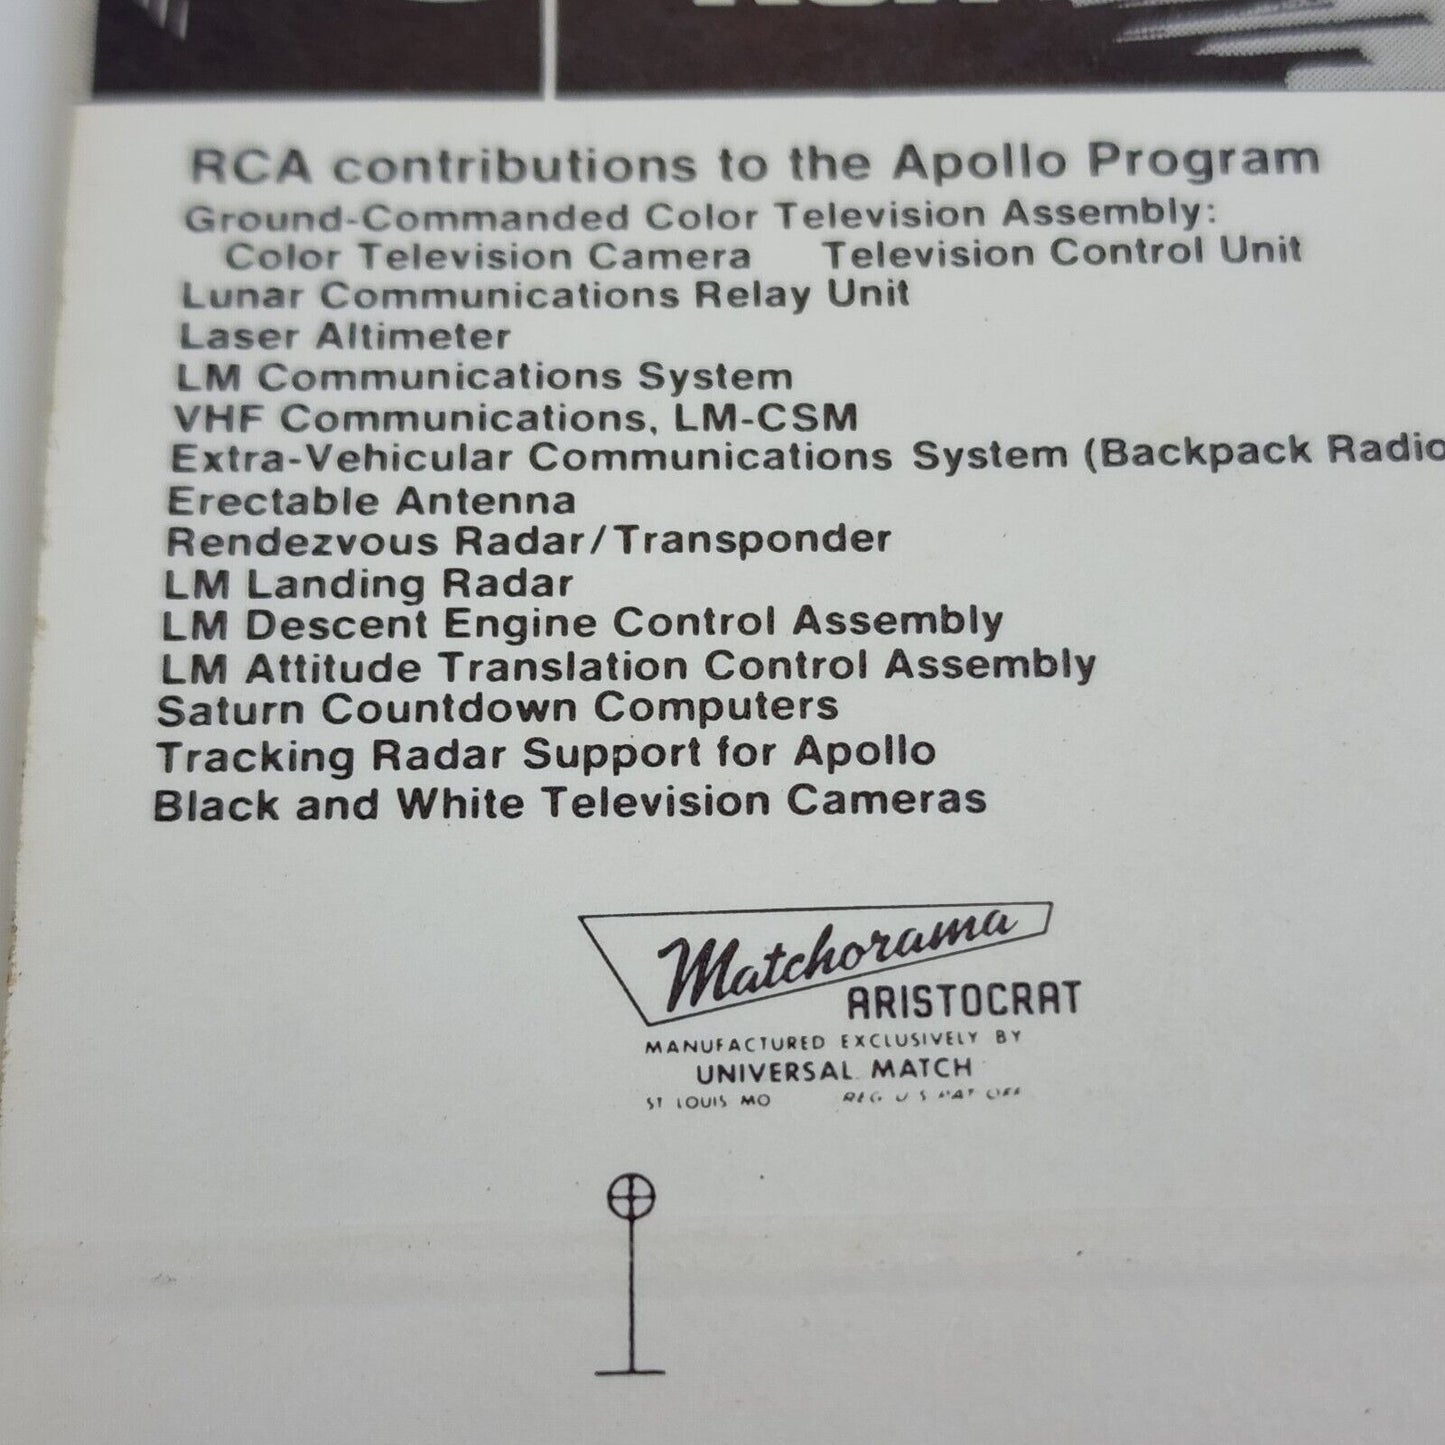 RCA contributions to the Apollo Program
Ground-Commanded Color Television Assembly:
Color Television Camera Television Control Unit
Lunar Communications Relay Unit
Laser Altimeter
LM Communications System
VHF Communications, LM-CSM
Extra-Vehicular Communications System (Backpack Radio
Erectable Antenna
Rendezvous Radar/Transponder
LM Landing Radar
LM Descent Engine Control Assembly
LM Attitude Translation Control Assembly
Saturn Countdown Computers
Tracking Radar Support for Apollo
Black and White Television Cameras
Matchorama
ARISTOCRAT
MANUFACTURED EXCLUSIVELY BY
UNIVERSAL MATCH
ST LOUIS MO REG U S PAT OFF